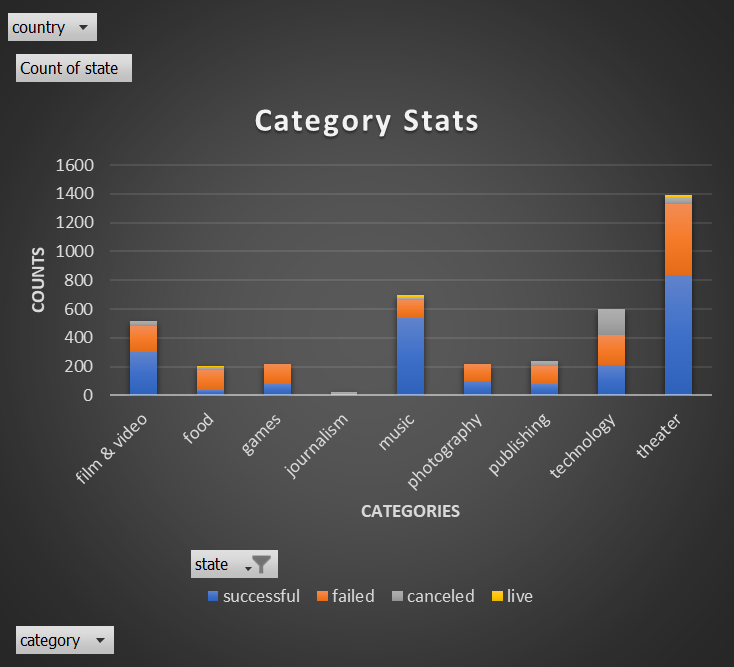 country
Count of state
Category Stats
1600
1400
1200
1000
800
600
400
200
0
COUNTS
film & video
food
games
journalism
music
photography
publishing
technology
theater
CATEGORIES
state
successful failed canceled live
category